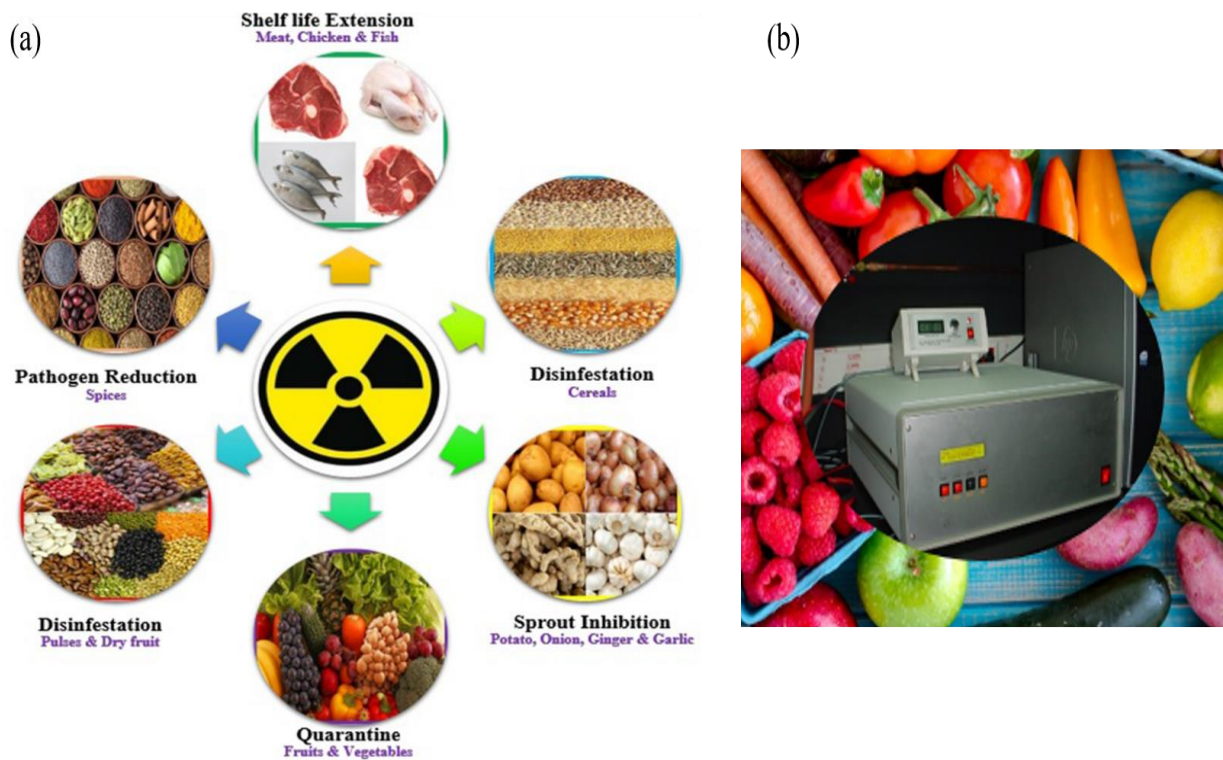 (a)
Shelf life Extension
Meat, Chicken & Fish
(b)
Pathogen Reduction
Spices
Disinfestation
Cereals
Disinfestation
Pulses & Dry fruit
Sprout Inhibition
Potato, Onion, Ginger & Garlic
Quarantine
Fruits & Vegetables